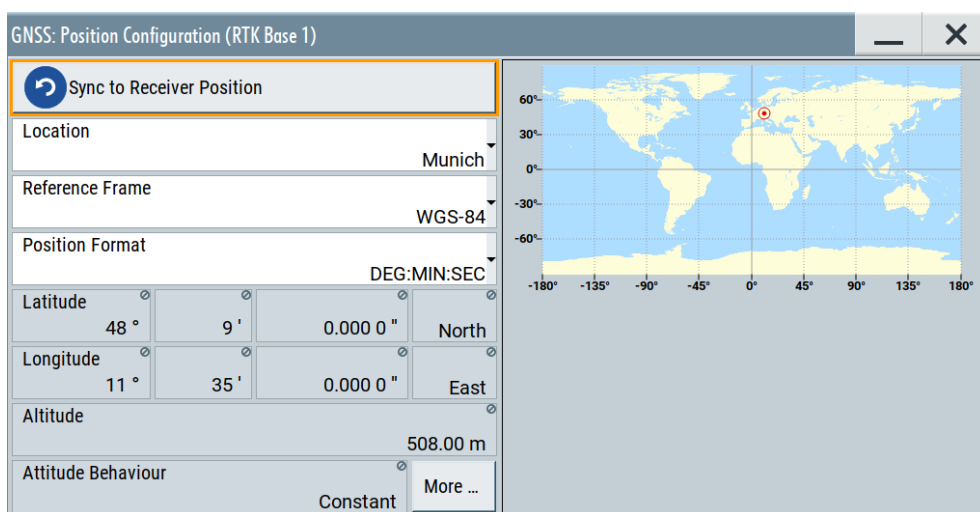 GNSS: Position Configuration (RTK Base 1)
Sync to Receiver Position
Location
Munich
Reference Frame
WGS-84
Position Format
DEG:MIN:SEC
Latitude
48 ° 9 ' 0.000 0 " North
Longitude
11 ° 35 ' 0.000 0 " East
Altitude
508.00 m
Attitude Behaviour
Constant
More ...
60°
30°
0°
-30°
-60°
-180° -135° -90° -45° 0° 45° 90° 135° 180°